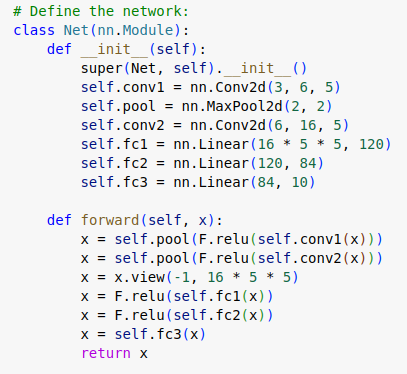 # Define the network:
class Net(nn.Module):
    def __init__(self):
        super(Net, self).__init__()
        self.conv1 = nn.Conv2d(3, 6, 5)
        self.pool = nn.MaxPool2d(2, 2)
        self.conv2 = nn.Conv2d(6, 16, 5)
        self.fc1 = nn.Linear(16 * 5 * 5, 120)
        self.fc2 = nn.Linear(120, 84)
        self.fc3 = nn.Linear(84, 10)

    def forward(self, x):
        x = self.pool(F.relu(self.conv1(x)))
        x = self.pool(F.relu(self.conv2(x)))
        x = x.view(-1, 16 * 5 * 5)
        x = F.relu(self.fc1(x))
        x = F.relu(self.fc2(x))
        x = self.fc3(x)
        return x